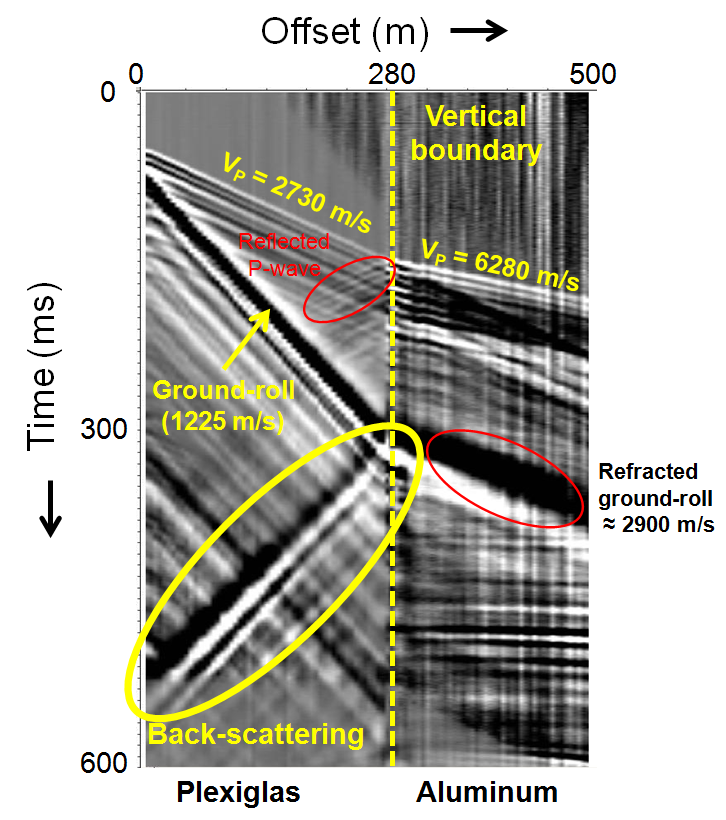 Offset (m)
0 280 500
0
Vertical
boundary
Vₚ = 2730 m/s
Reflected
P-wave
Vₚ = 6280 m/s
Time (ms)
Ground-roll
(1225 m/s)
300
Refracted
ground-roll
≈ 2900 m/s
Back-scattering
600
Plexiglas Aluminum